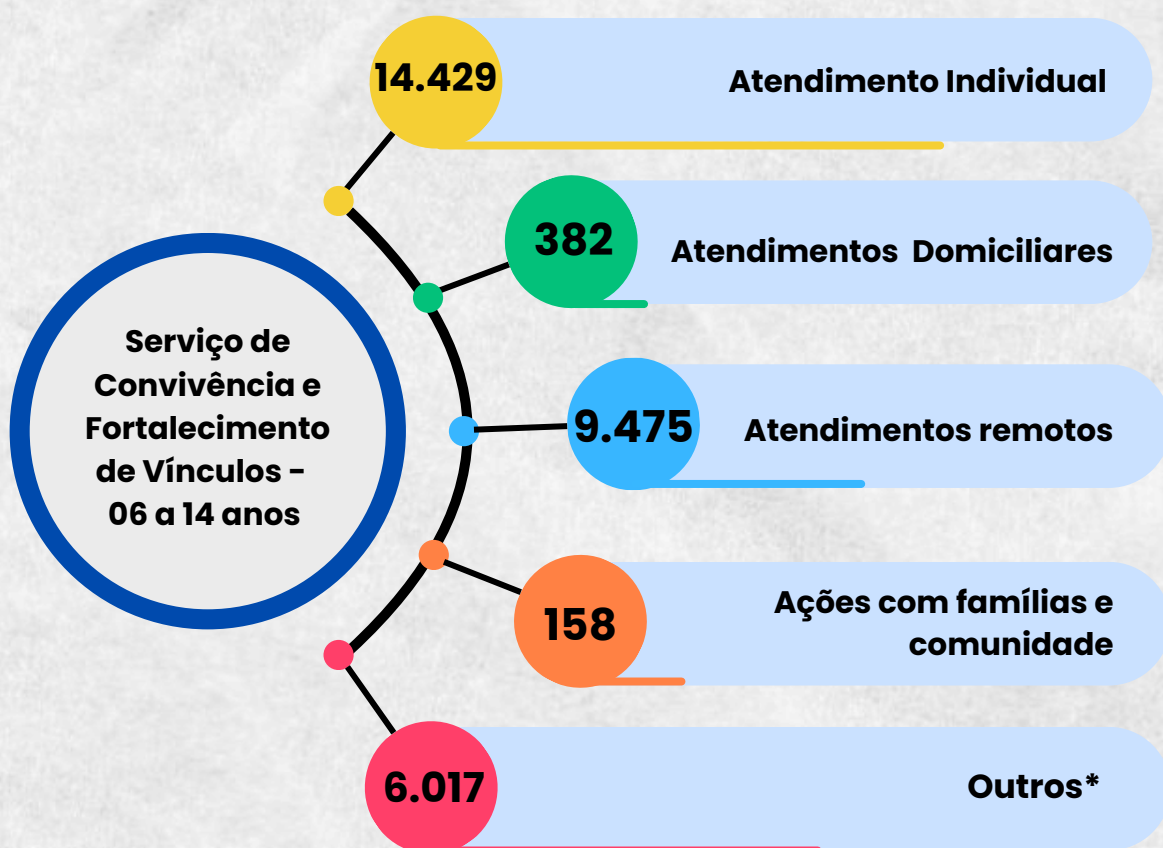 14.429
Atendimento Individual
382
Atendimentos Domiciliares
Serviço de
Convivência e
Fortalecimento
de Vínculos -
06 a 14 anos
9.475
Atendimentos remotos
158
Ações com famílias e
comunidade
6.017
Outros*